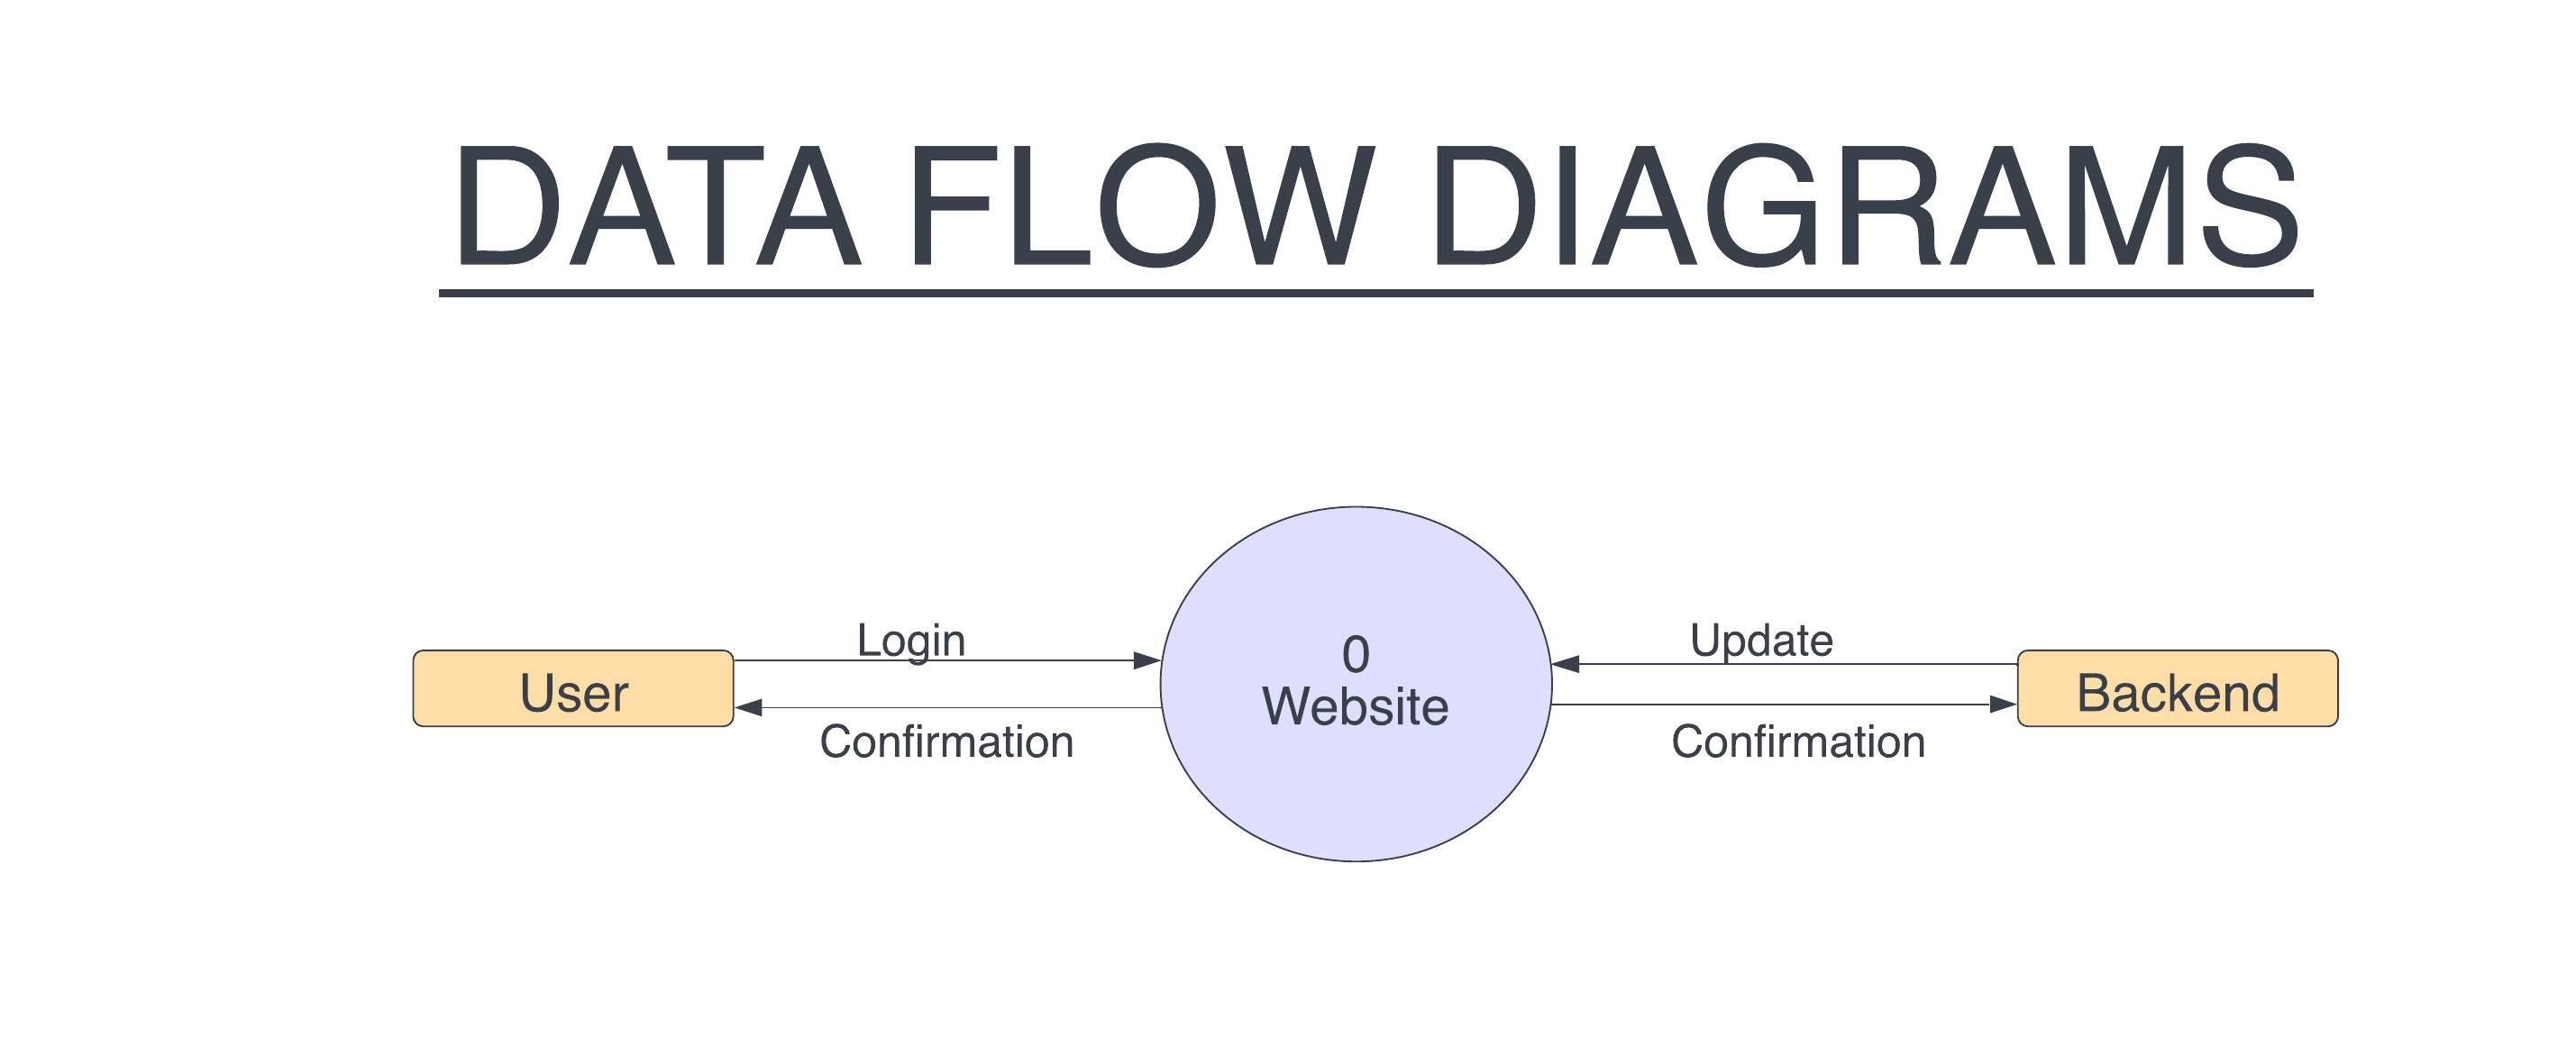 DATA FLOW DIAGRAMS
Login
Update
0
User
Website
Backend
Confirmation
Confirmation